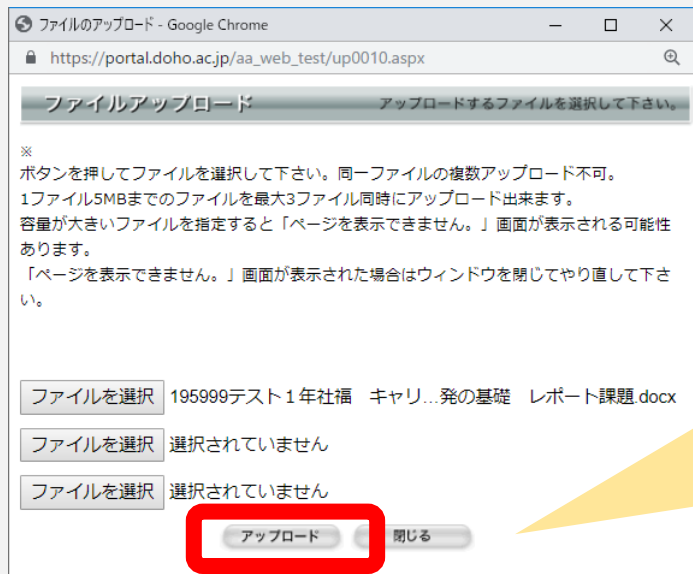 ファイルのアップロード - Google Chrome
https://portal.doho.ac.jp/aa_web_test/up0010.aspx
ファイルアップロード アップロードするファイルを選択して下さい。
※
ボタンを押してファイルを選択して下さい。同一ファイルの複数アップロード不可。
1ファイル5MBまでのファイルを最大3ファイル同時にアップロード出来ます。
容量が大きいファイルを指定すると「ページを表示できません。」画面が表示される可能性
あります。
「ページを表示できません。」画面が表示された場合はウィンドウを閉じてやり直して下さ
い。
ファイルを選択 195999テスト１年社福　キャリ...発の基礎　レポート課題.docx
ファイルを選択 選択されていません
ファイルを選択 選択されていません
アップロード 閉じる